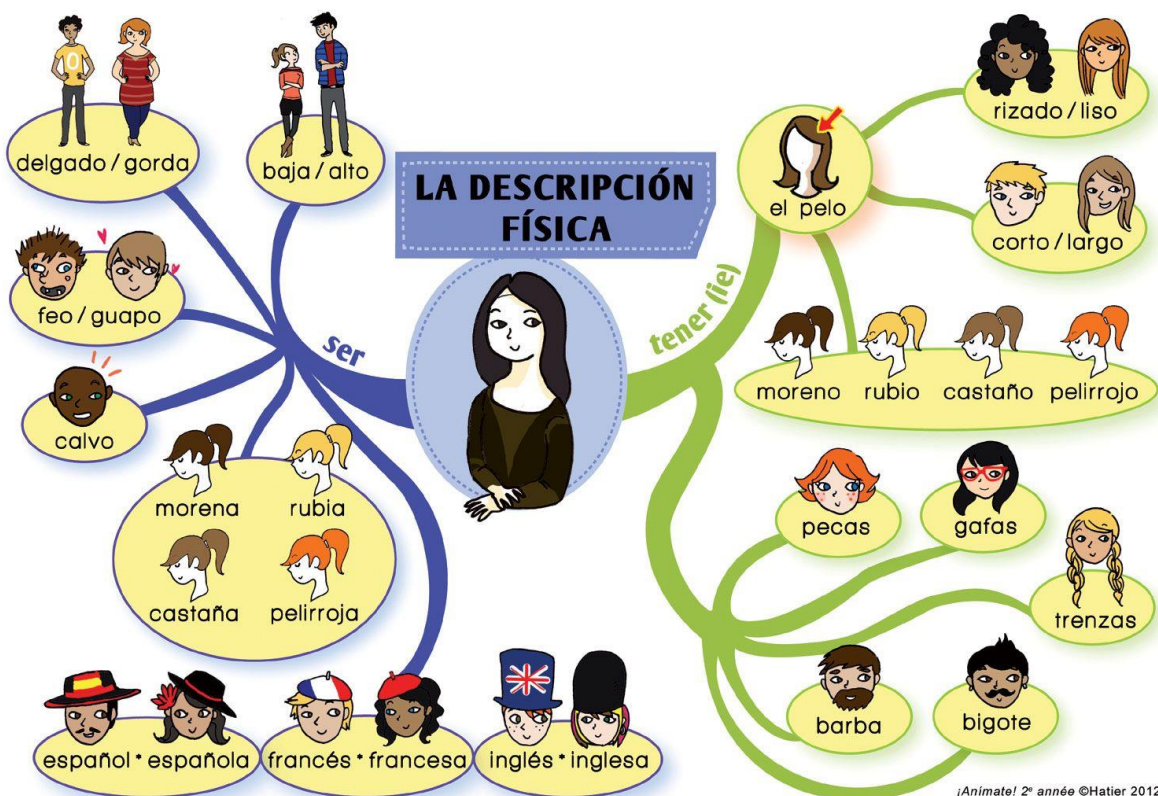 LA DESCRIPCIÓN
FÍSICA
ser
delgado / gorda
baja / alto
feo / guapo
calvo
morena
rubia
castaña
pelirroja
español * española
francés * francesa
inglés * inglesa
tener (ie)
el pelo
rizado / liso
corto / largo
moreno
rubio
castaño
pelirrojo
pecas
gafas
trenzas
barba
bigote
¡Anímate! 2e année ©Hatier 2012